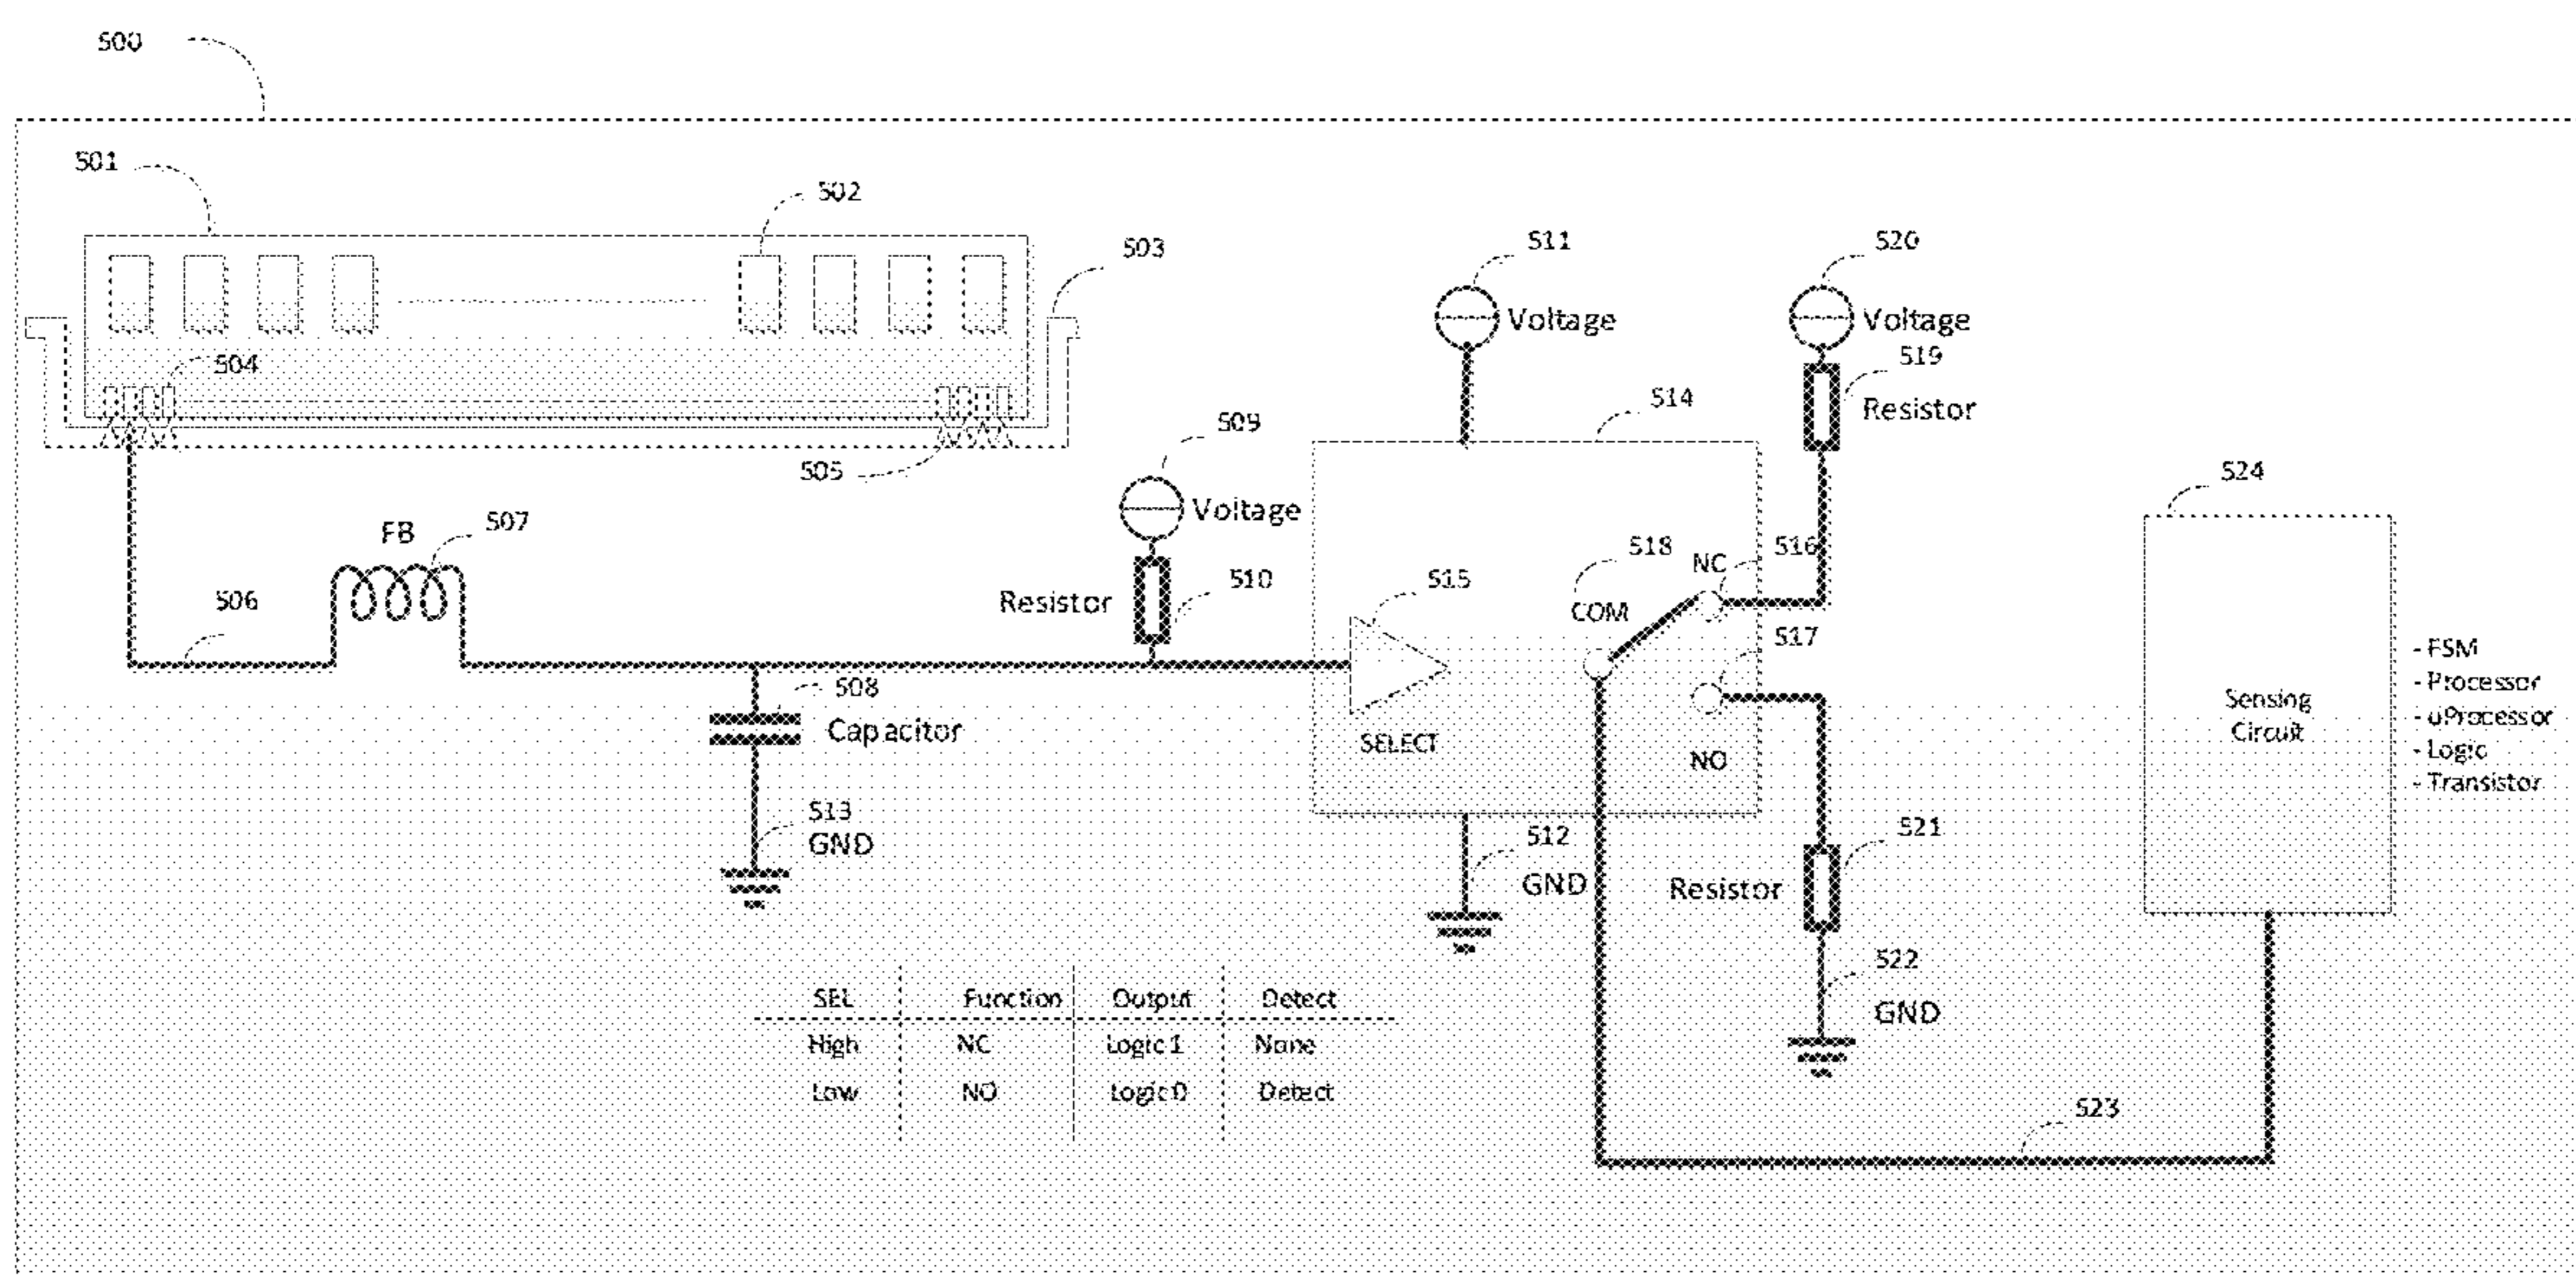 500
501
502
503
511
520
Voltage
Voltage
519
504
Resistor
514
509
505
524
Voltage
FB
507
518
NC
516
510
515
506
Resistor
COM
517
- FSM
- Processor
- uProcessor
- Logic
- Transistor
Sensing
Circuit
508
Capacitor
SELECT
NO
513
GND
512
GND
521
Resistor
522
GND
SEL Function Output Detect
High NC Logic 1 None
Low NO Logic 0 Detect
523